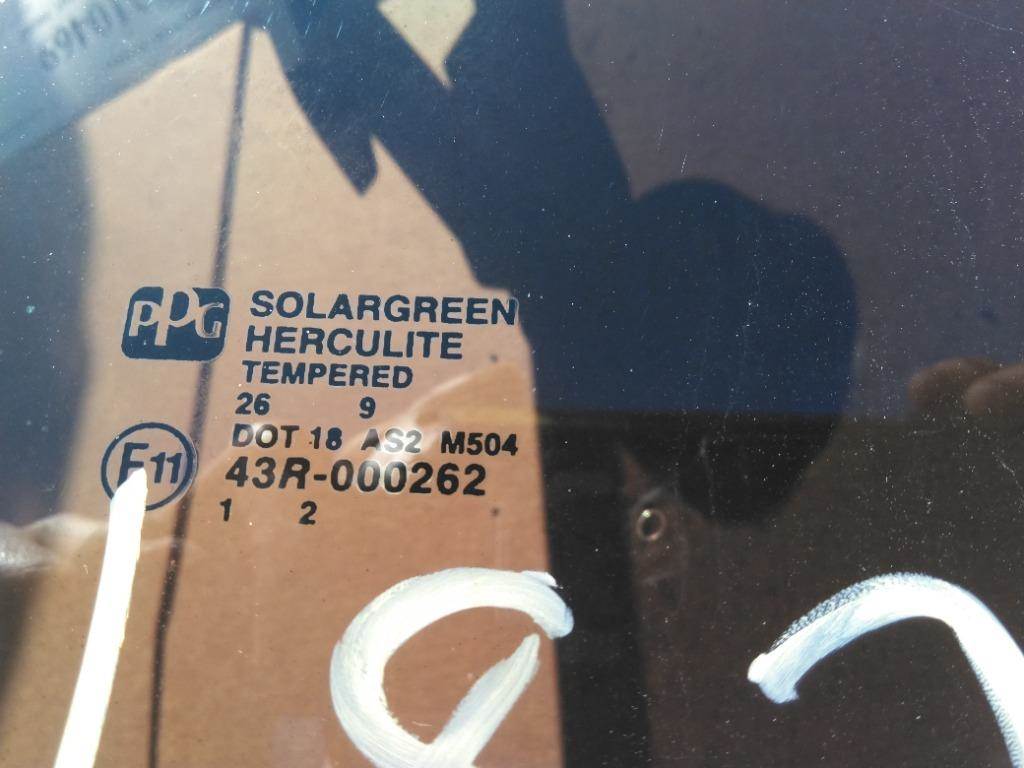 PPG SOLARGREEN
HERCULITE
TEMPERED
26 9
DOT 18 AS2 M504
E11 43R-000262
1 2